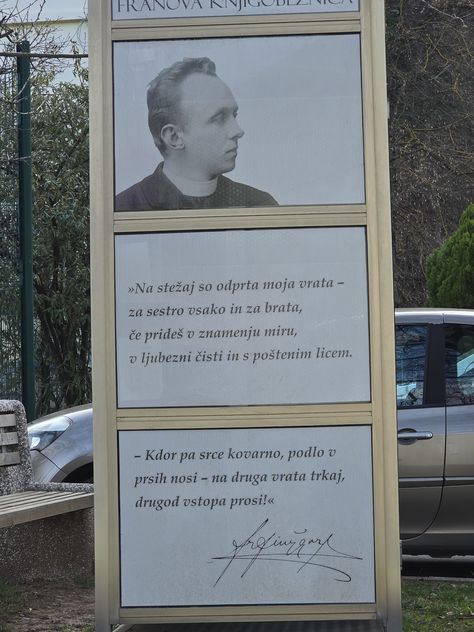 FRANOVA KNJIGOBEŽNICA
»Na stežaj so odprta moja vrata –
za sestro vsako in za brata,
če prideš v znamenju miru,
v ljubezni čisti in s poštenim licem.
– Kdor pa srce kovarno, podlo v
prsih nosi – na druga vrata trkaj,
drugod vstopa prosi!«